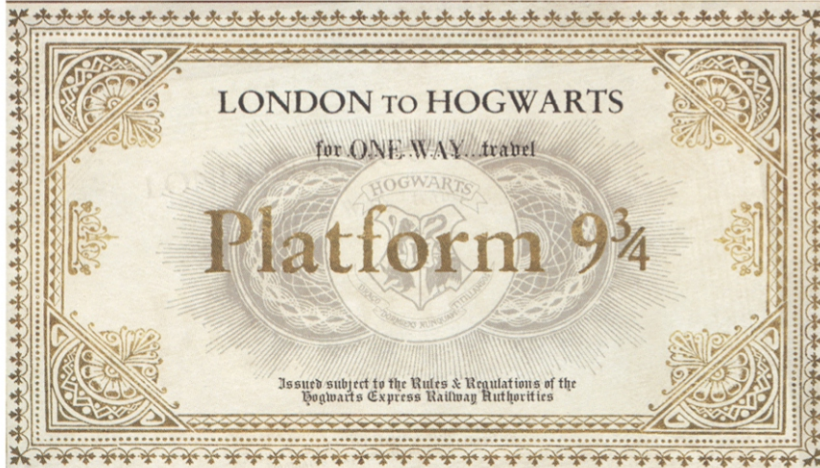 LONDON TO HOGWARTS
for ONE WAY travel
HOGWARTS
Platform 9¾
Issued subject to the Rules & Regulations of the
Hogwarts Express Railway Authorities